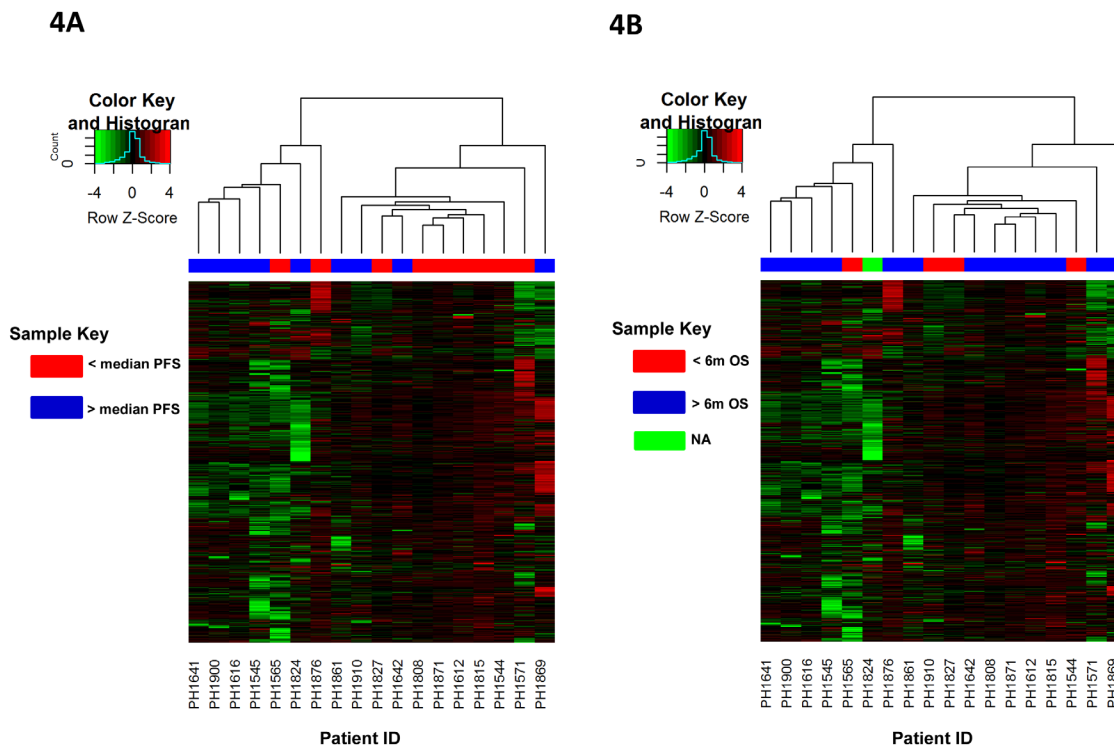 4A
Color Key
and Histogran
Count
0
-4 0 4
Row Z-Score
Sample Key
< median PFS
> median PFS
PH1641
PH1900
PH1616
PH1545
PH1565
PH1824
PH1876
PH1861
PH1910
PH1827
PH1642
PH1808
PH1871
PH1612
PH1815
PH1544
PH1571
PH1869
Patient ID
4B
Color Key
and Histogran
-4 0 4
Row Z-Score
Sample Key
< 6m OS
> 6m OS
NA
PH1641
PH1900
PH1616
PH1545
PH1565
PH1824
PH1876
PH1861
PH1910
PH1827
PH1642
PH1808
PH1871
PH1612
PH1815
PH1544
PH1571
PH1869
Patient ID